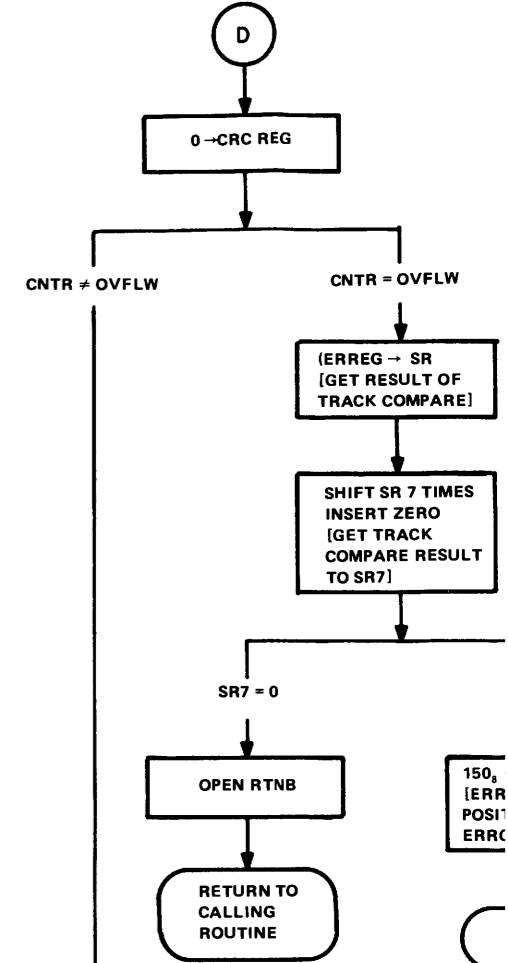 D
0→CRC REG
CNTR ≠ OVFLW
CNTR = OVFLW
(ERREG → SR
[GET RESULT OF
TRACK COMPARE]
SHIFT SR 7 TIMES
INSERT ZERO
[GET TRACK
COMPARE RESULT
TO SR7]
SR7 = 0
OPEN RTNB
150₈
[ERR
POSIT
ERRO
RETURN TO
CALLING
ROUTINE